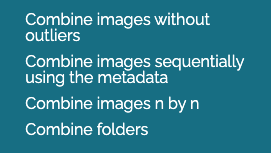 Combine images without
outliers
Combine images sequentially
using the metadata
Combine images n by n
Combine folders